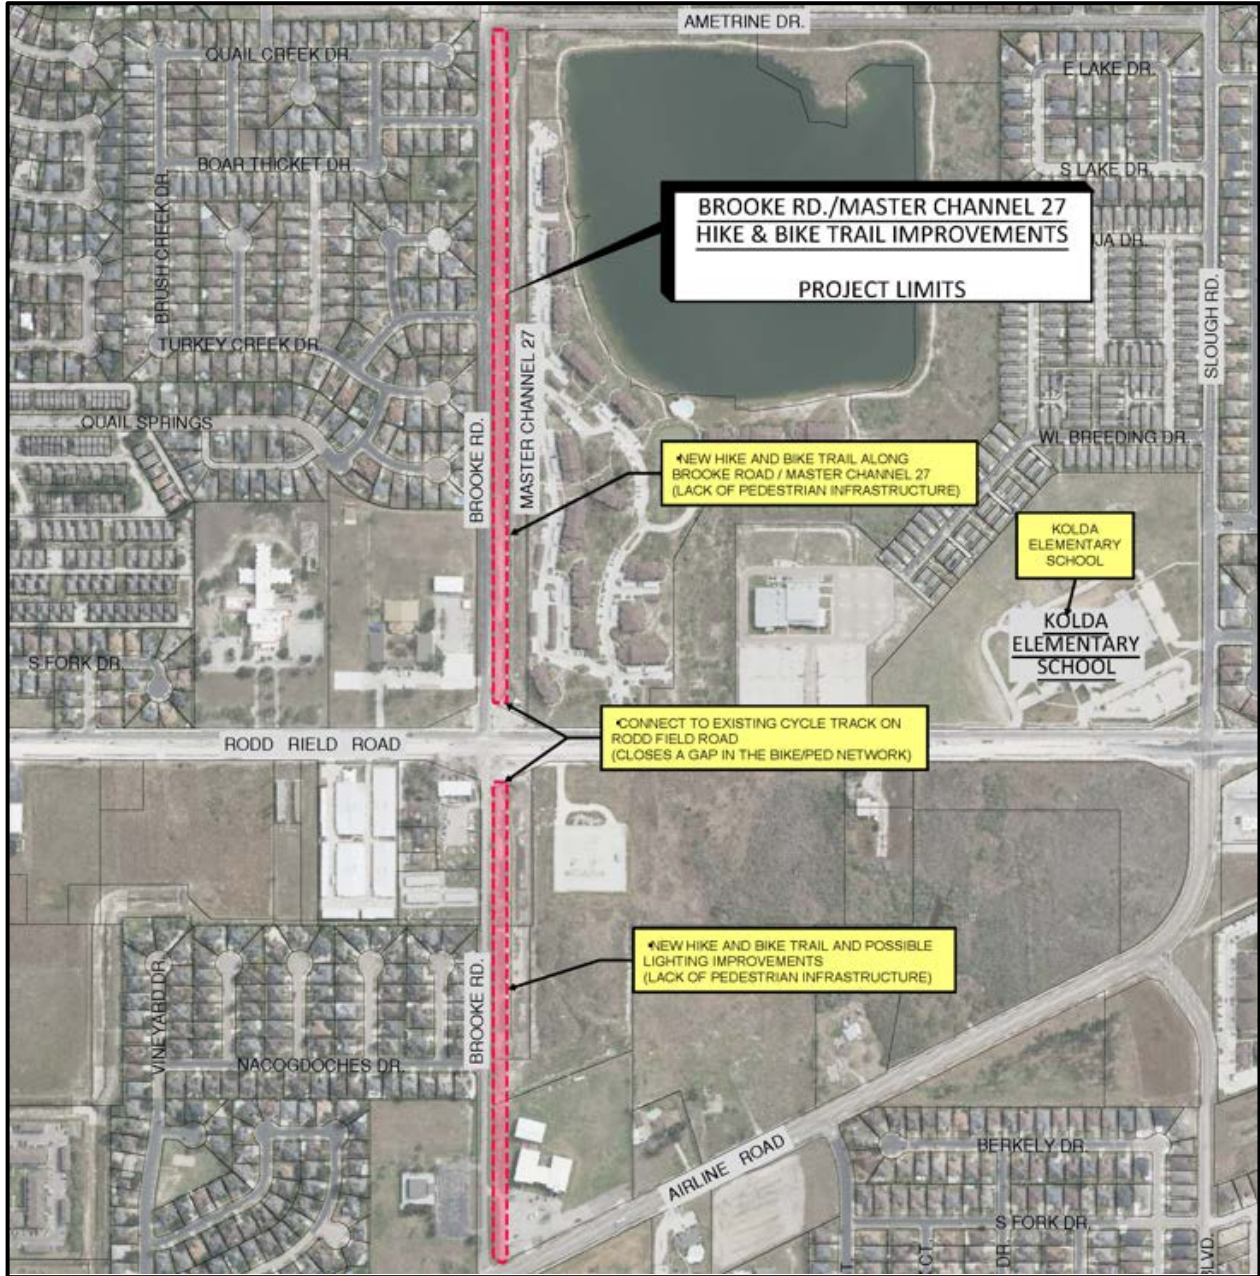 AMETRINE DR.
QUAIL CREEK DR.
E LAKE DR.
BOAR THICKET DR.
S LAKE DR.
BRUSH CREEK DR.
BROOKE RD./MASTER CHANNEL 27
HIKE & BIKE TRAIL IMPROVEMENTS
PROJECT LIMITS
JA DR.
SLOUGH RD.
TURKEY CREEK DR.
MASTER CHANNEL 27
QUAIL SPRINGS
BROOKE RD.
WL BREEDING DR.
•NEW HIKE AND BIKE TRAIL ALONG
BROOKE ROAD / MASTER CHANNEL 27
(LACK OF PEDESTRIAN INFRASTRUCTURE)
KOLDA
ELEMENTARY
SCHOOL
KOLDA
ELEMENTARY
SCHOOL
S FORK DR.
•CONNECT TO EXISTING CYCLE TRACK ON
RODD FIELD ROAD
(CLOSES A GAP IN THE BIKE/PED NETWORK)
RODD RIELD ROAD
•NEW HIKE AND BIKE TRAIL AND POSSIBLE
LIGHTING IMPROVEMENTS
(LACK OF PEDESTRIAN INFRASTRUCTURE)
VINEYARD DR.
BROOKE RD.
NACOGDOCHES DR.
AIRLINE ROAD
BERKELY DR.
S FORK DR.
T.
CT.
DR
LVD.